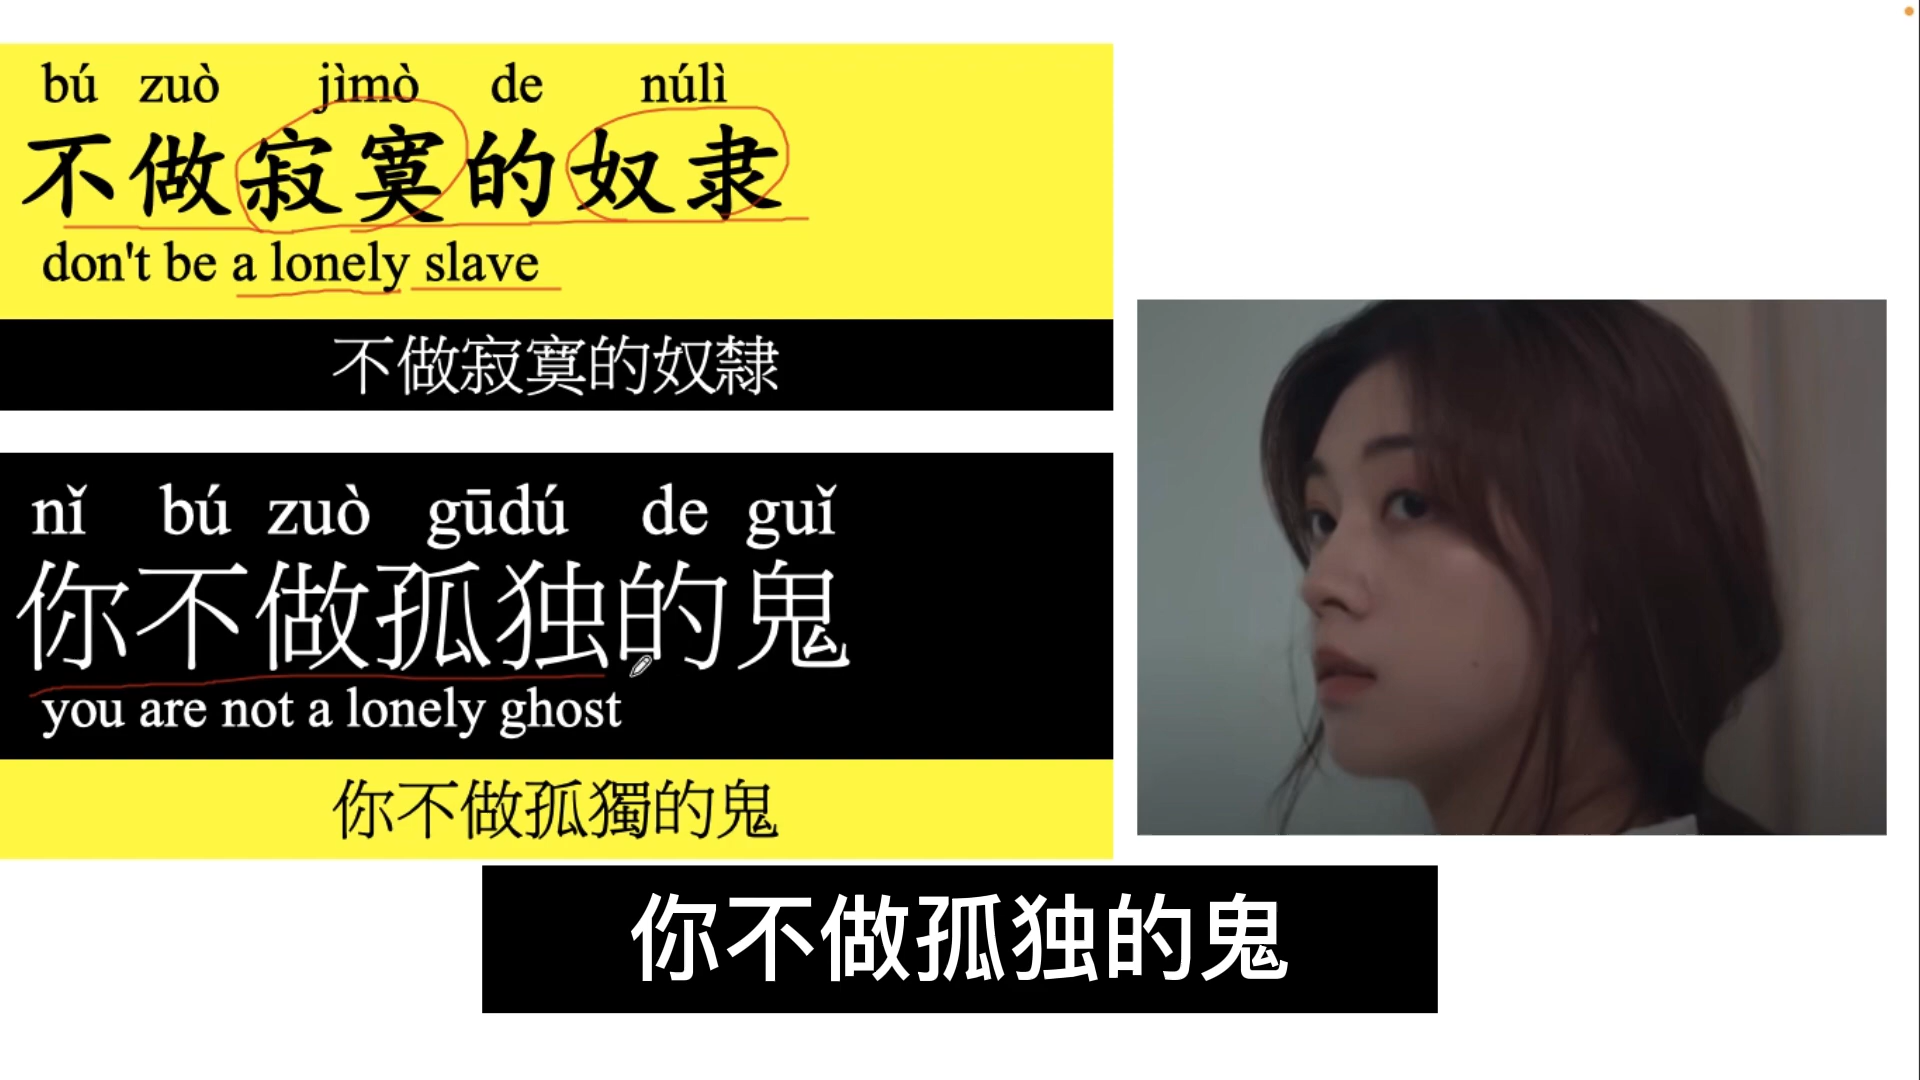 bú zuò jìmò de núlì
不做寂寞的奴隶
don't be a lonely slave
不做寂寞的奴隸
nǐ bú zuò gūdú de guǐ
你不做孤独的鬼
you are not a lonely ghost
你不做孤獨的鬼
你不做孤独的鬼